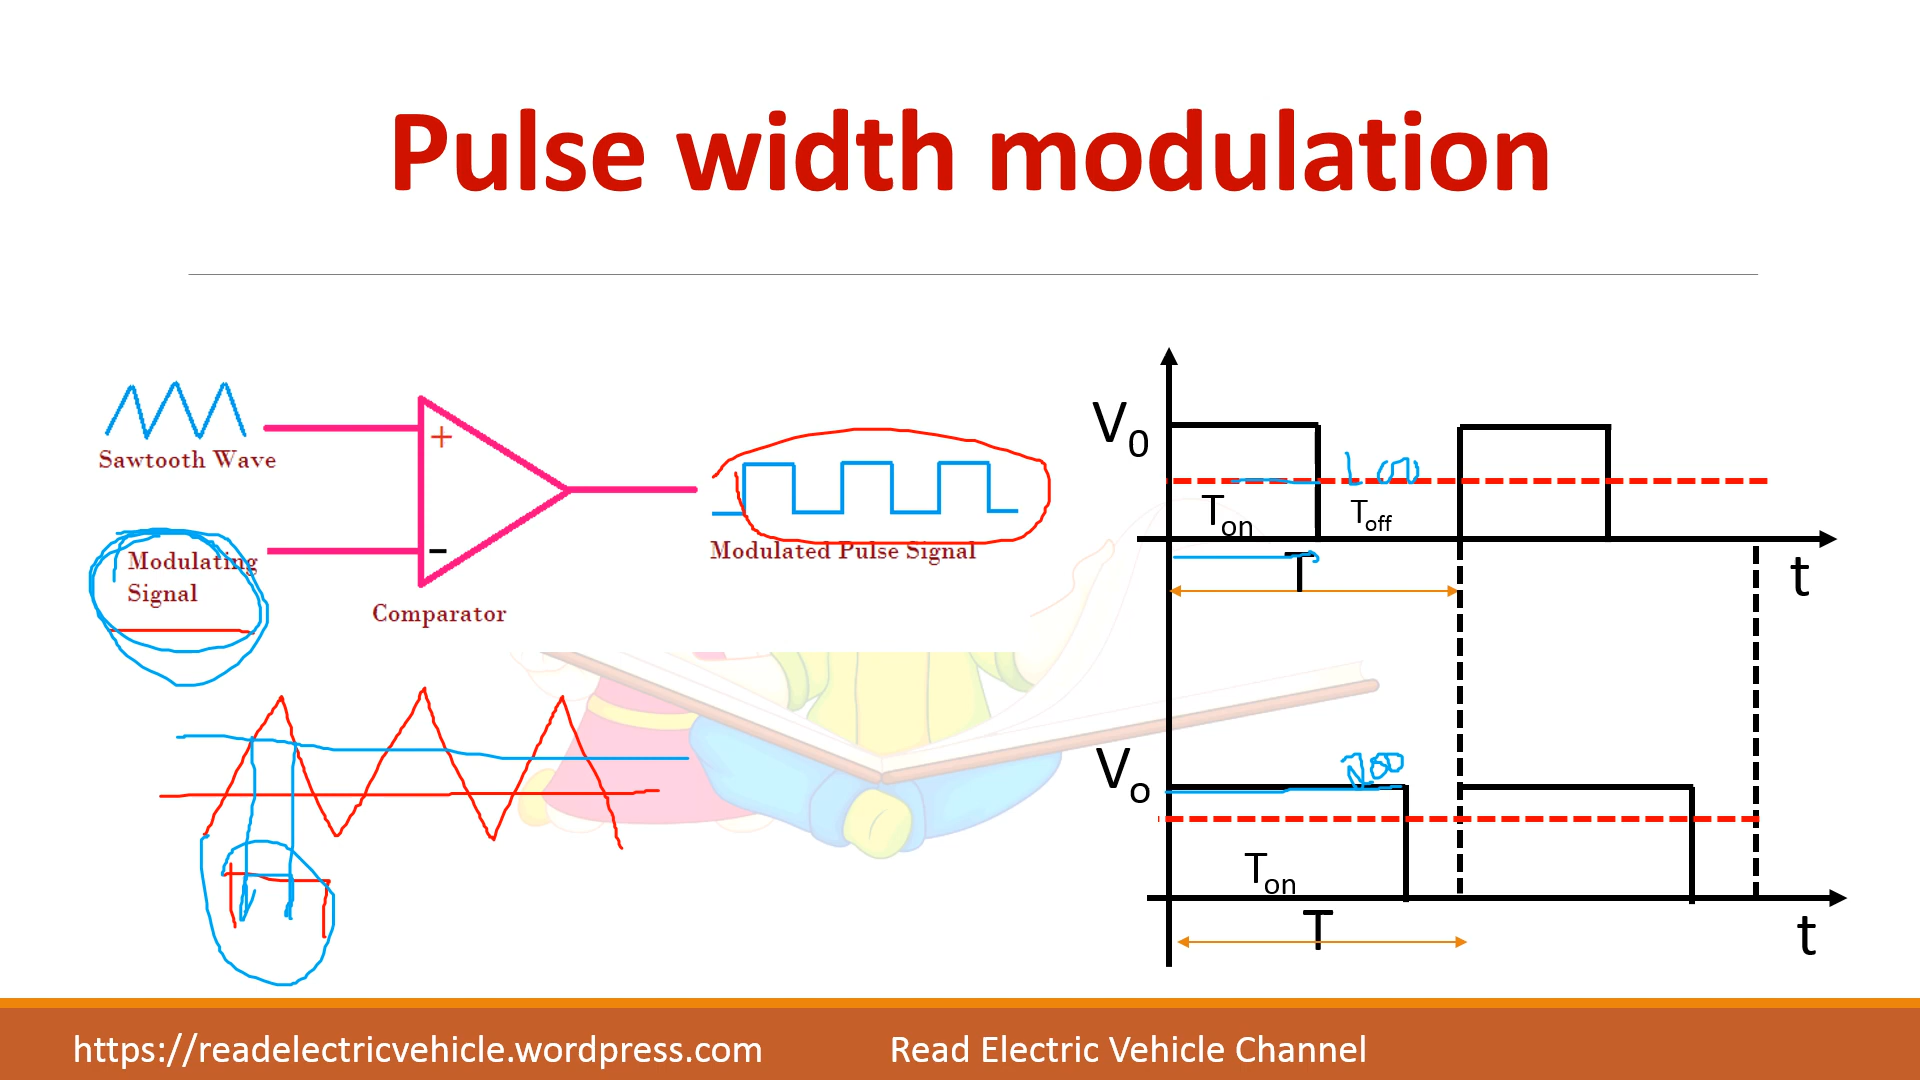 Pulse width modulation
Sawtooth Wave
+
Modulating
Signal
−
Comparator
Modulated Pulse Signal
V0
Ton
Toff
T
t
Vo
Ton
T
t
https://readelectricvehicle.wordpress.com
Read Electric Vehicle Channel